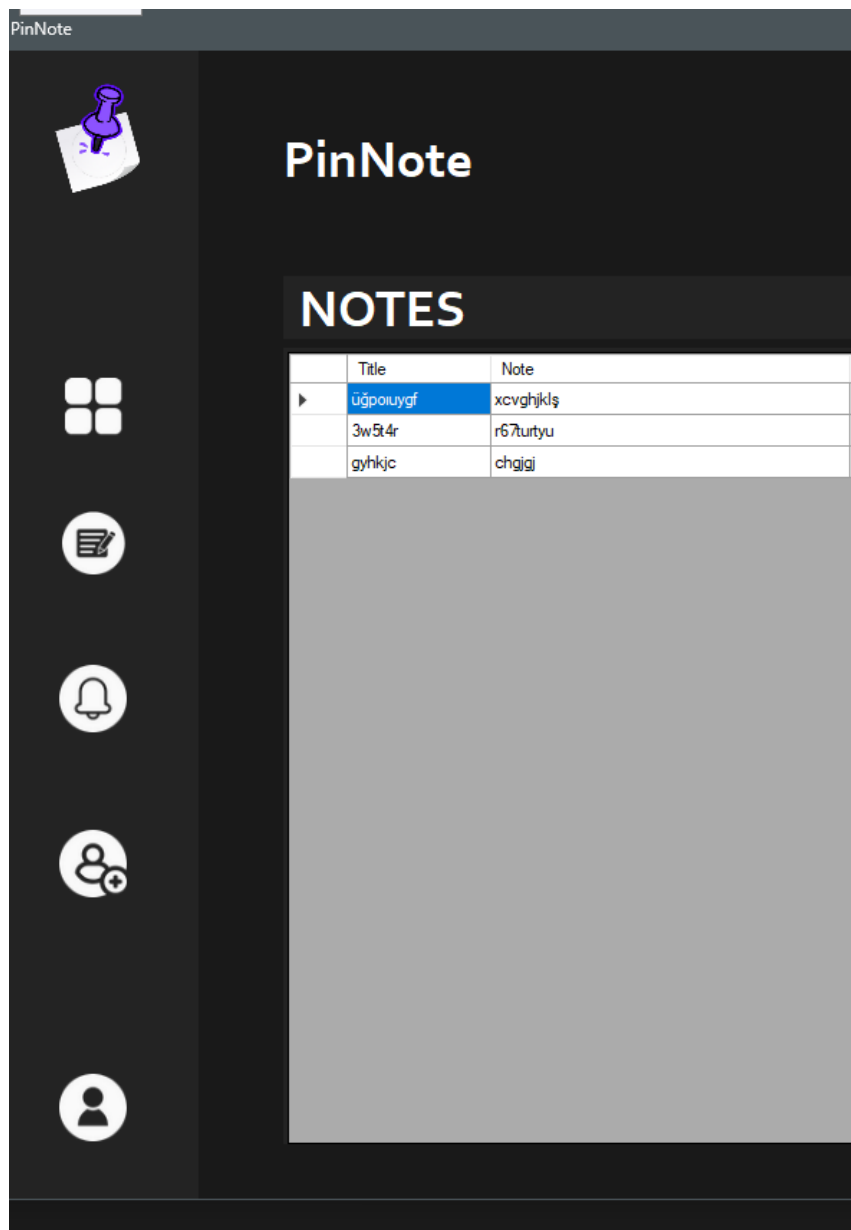 PinNote
PinNote
NOTES
Title Note
üğpoıuygf xcvghjklş
3w5t4r r67turtyu
gyhkjc chgjgj